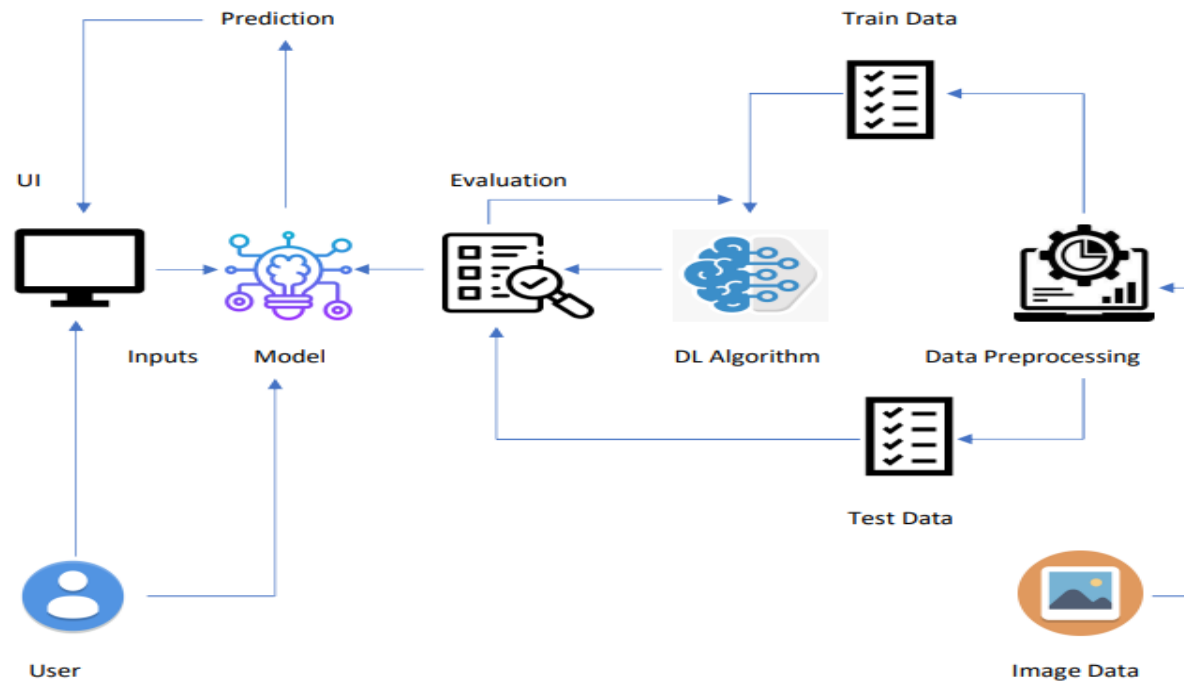 Prediction
Train Data
UI
Evaluation
Inputs
Model
DL Algorithm
Data Preprocessing
Test Data
User
Image Data